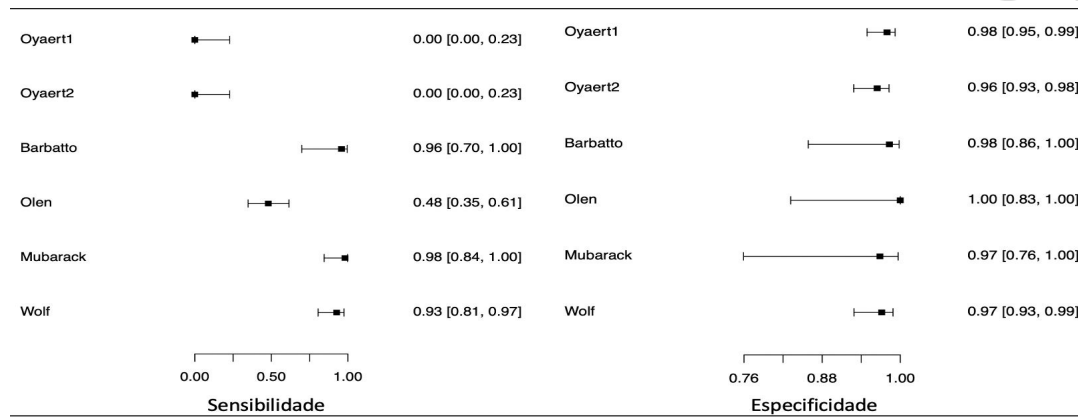 Oyaert1 0.00 [0.00, 0.23]
Oyaert2 0.00 [0.00, 0.23]
Barbatto 0.96 [0.70, 1.00]
Olen 0.48 [0.35, 0.61]
Mubarack 0.98 [0.84, 1.00]
Wolf 0.93 [0.81, 0.97]
0.00 0.50 1.00
Sensibilidade
Oyaert1 0.98 [0.95, 0.99]
Oyaert2 0.96 [0.93, 0.98]
Barbatto 0.98 [0.86, 1.00]
Olen 1.00 [0.83, 1.00]
Mubarack 0.97 [0.76, 1.00]
Wolf 0.97 [0.93, 0.99]
0.76 0.88 1.00
Especificidade